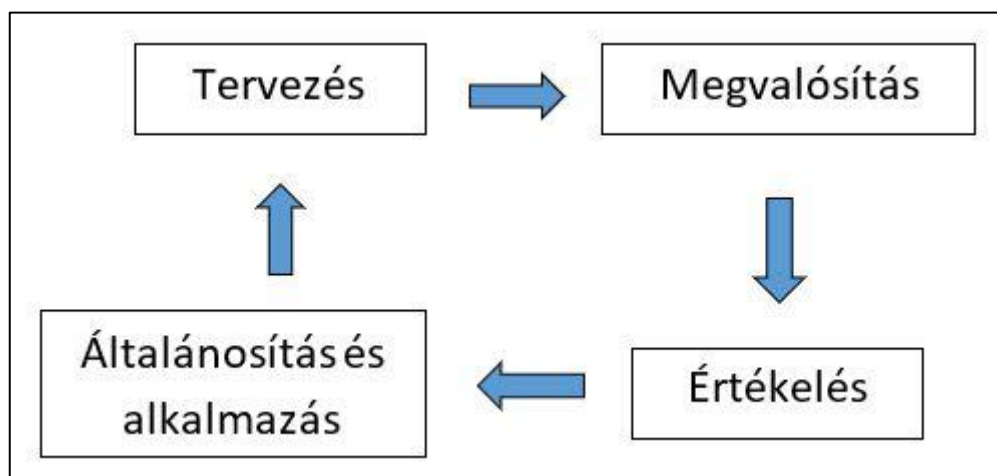 Tervezés
Megvalósítás
Értékelés
Általánosítás és
alkalmazás